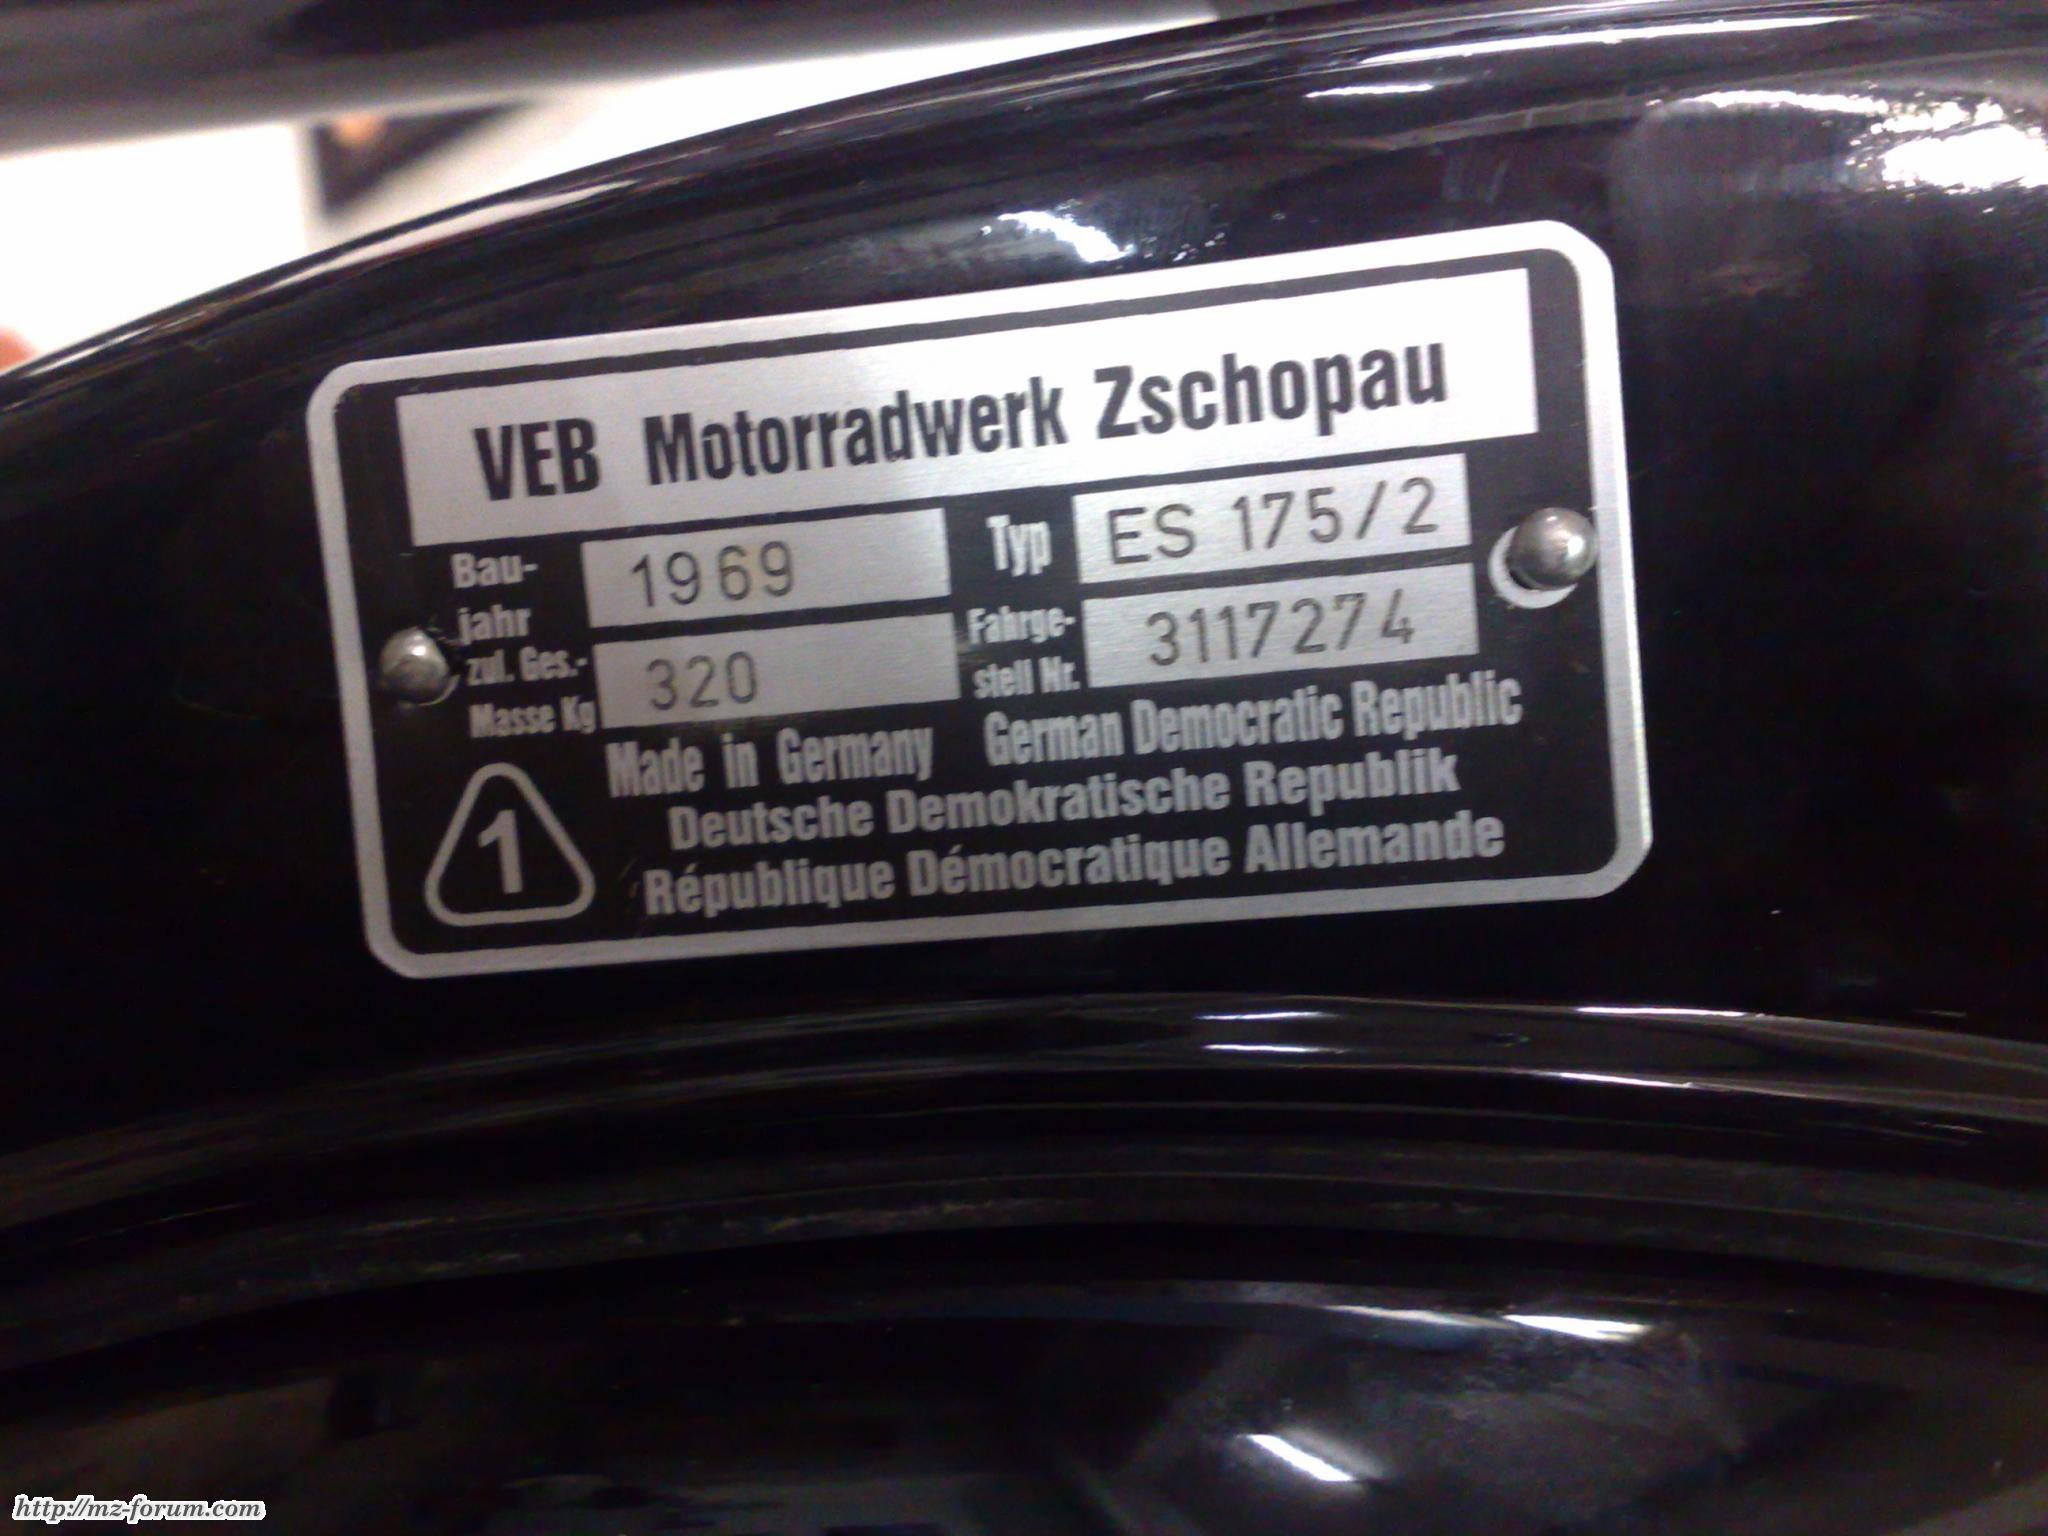 VEB Motorradwerk Zschopau
Bau-
jahr
1969
Typ
ES 175/2
zul. Ges.-
Masse Kg
320
Fahrge-
stell Nr.
3117274
Made in Germany German Democratic Republic
Deutsche Demokratische Republik
République Démocratique Allemande
1
http://mz-forum.com